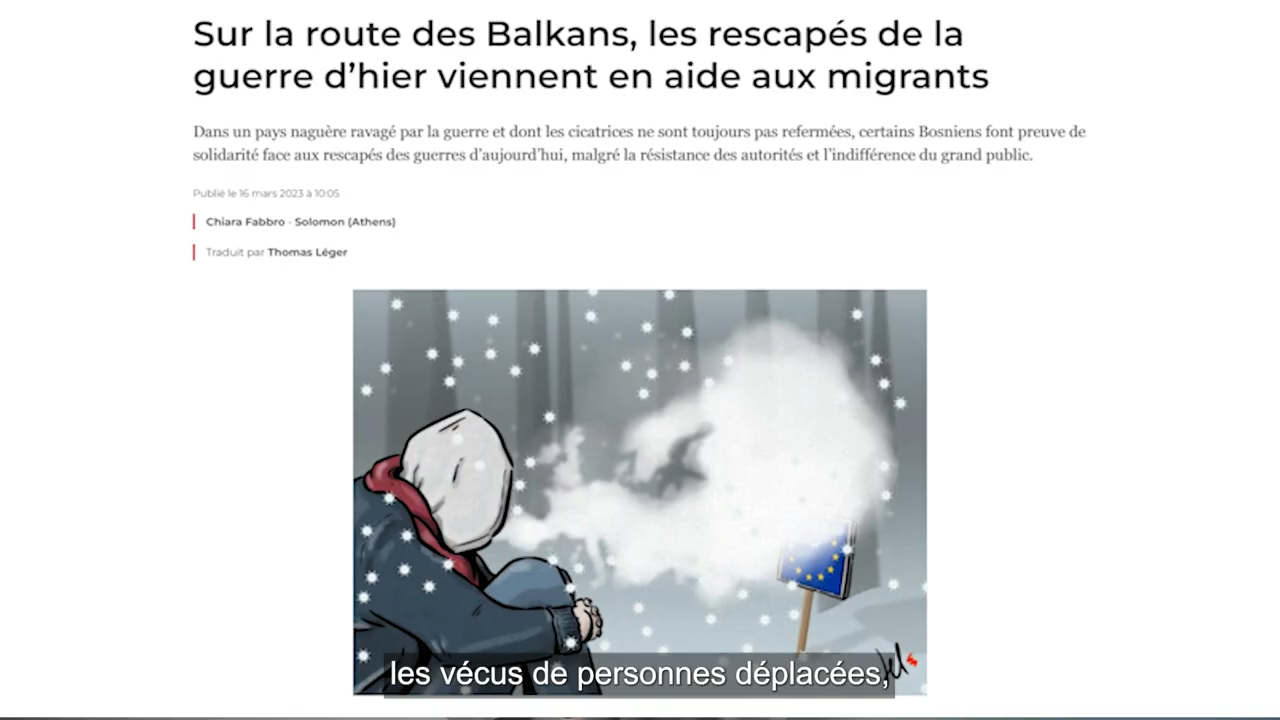 Sur la route des Balkans, les rescapés de la
guerre d’hier viennent en aide aux migrants
Dans un pays naguère ravagé par la guerre et dont les cicatrices ne sont toujours pas refermées, certains Bosniens font preuve de
solidarité face aux rescapés des guerres d’aujourd’hui, malgré la résistance des autorités et l’indifférence du grand public.
Publié le 16 mars 2023 à 10:05
Chiara Fabbro - Solomon (Athens)
Traduit par Thomas Léger
les vécus de personnes déplacées,